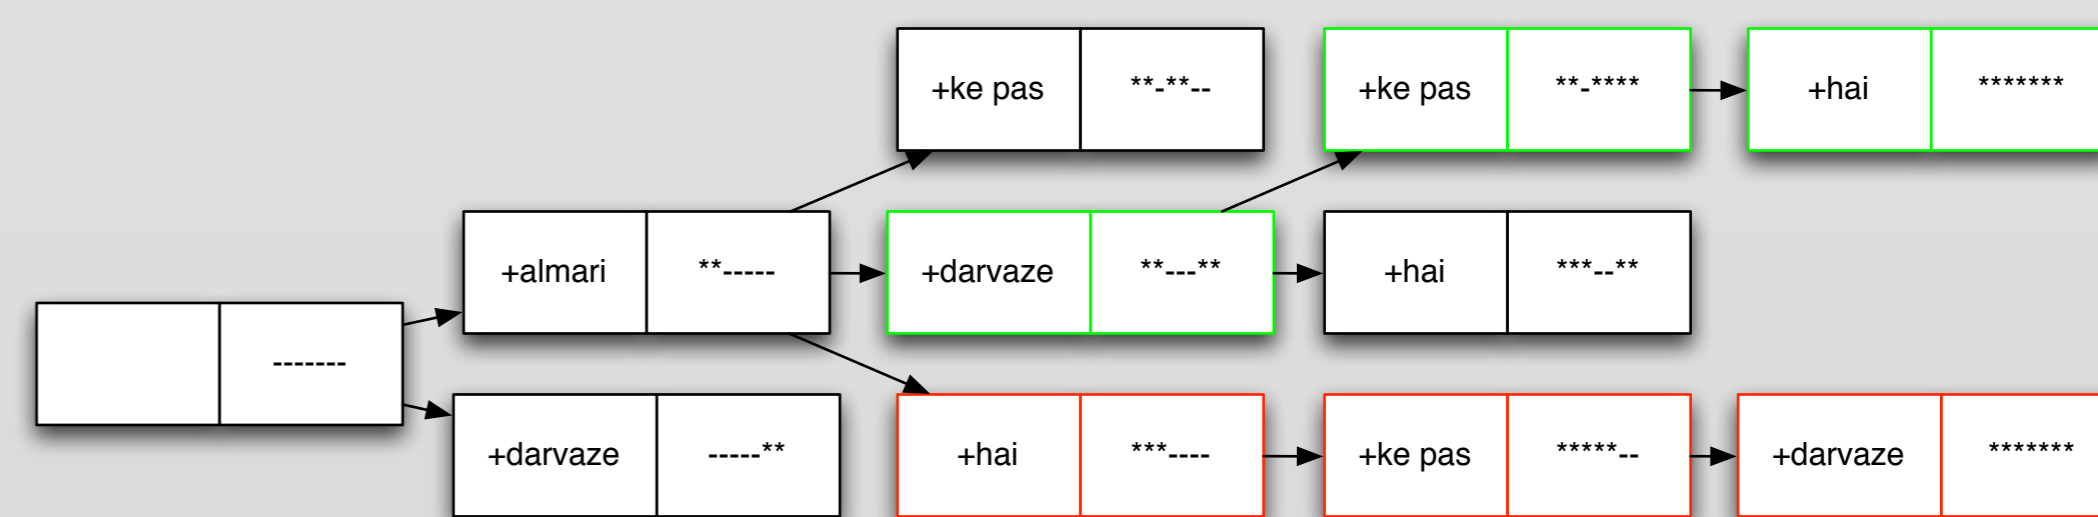 +ke pas **-**--
+ke pas **-****
+hai *******
+almari **-----
+darvaze **---**
+hai ***--**
-------
+darvaze -----**
+hai ***----
+ke pas *****--
+darvaze *******